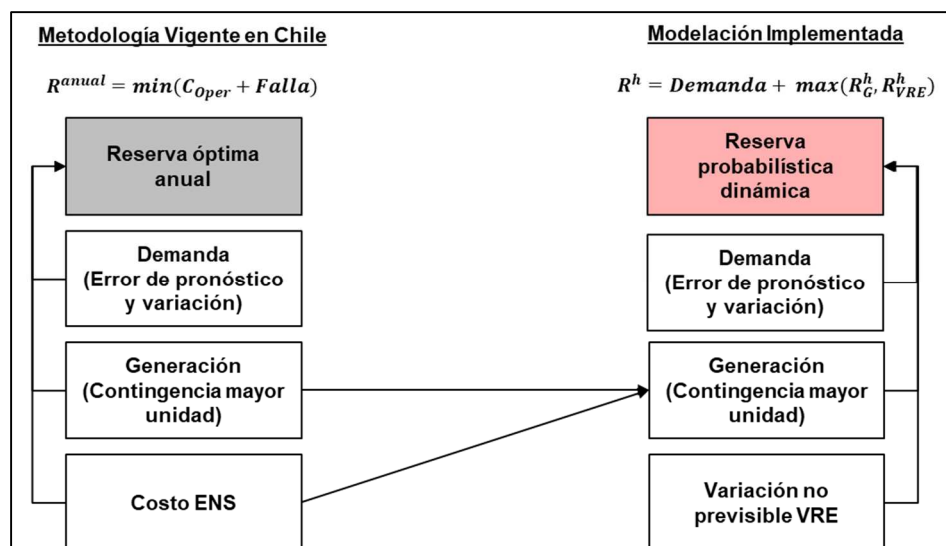 Metodología Vigente en Chile
R^anual = min(C_Oper + Falla)
Reserva óptima
anual
Demanda
(Error de pronóstico
y variación)
Generación
(Contingencia mayor
unidad)
Costo ENS
Modelación Implementada
R^h = Demanda + max(R_G^h, R_VRE^h)
Reserva
probabilística
dinámica
Demanda
(Error de pronóstico
y variación)
Generación
(Contingencia mayor
unidad)
Variación no
previsible VRE